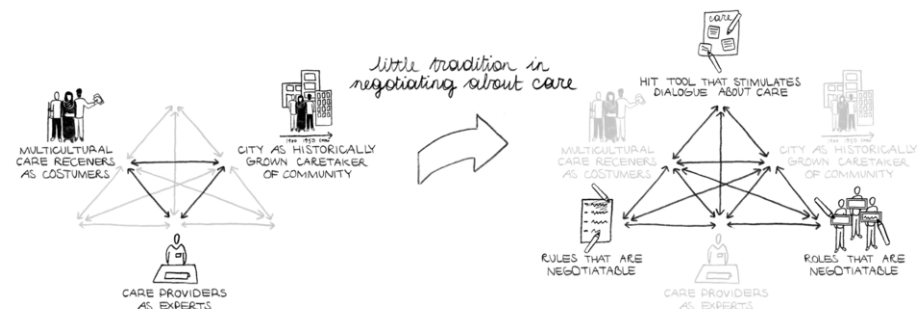 MULTICULTURAL
CARE RECENERS
AS COSTUMERS
CITY AS HISTORICALLY
GROWN CARETAKER
OF COMMUNITY
CARE PROVIDERS
AS EXPERTS
little tradition in
negotiating about care
care
HIT TOOL THAT STIMULATES
DIALOGUE ABOUT CARE
MULTICULTURAL
CARE RECENERS
AS COSTUMERS
CITY AS HISTORICALLY
GROWN CARETAKER
OF COMMUNITY
RULES THAT ARE
NEGOTIATABLE
ROLES THAT ARE
NEGOTIATABLE
CARE PROVIDERS
AS EXPERTS